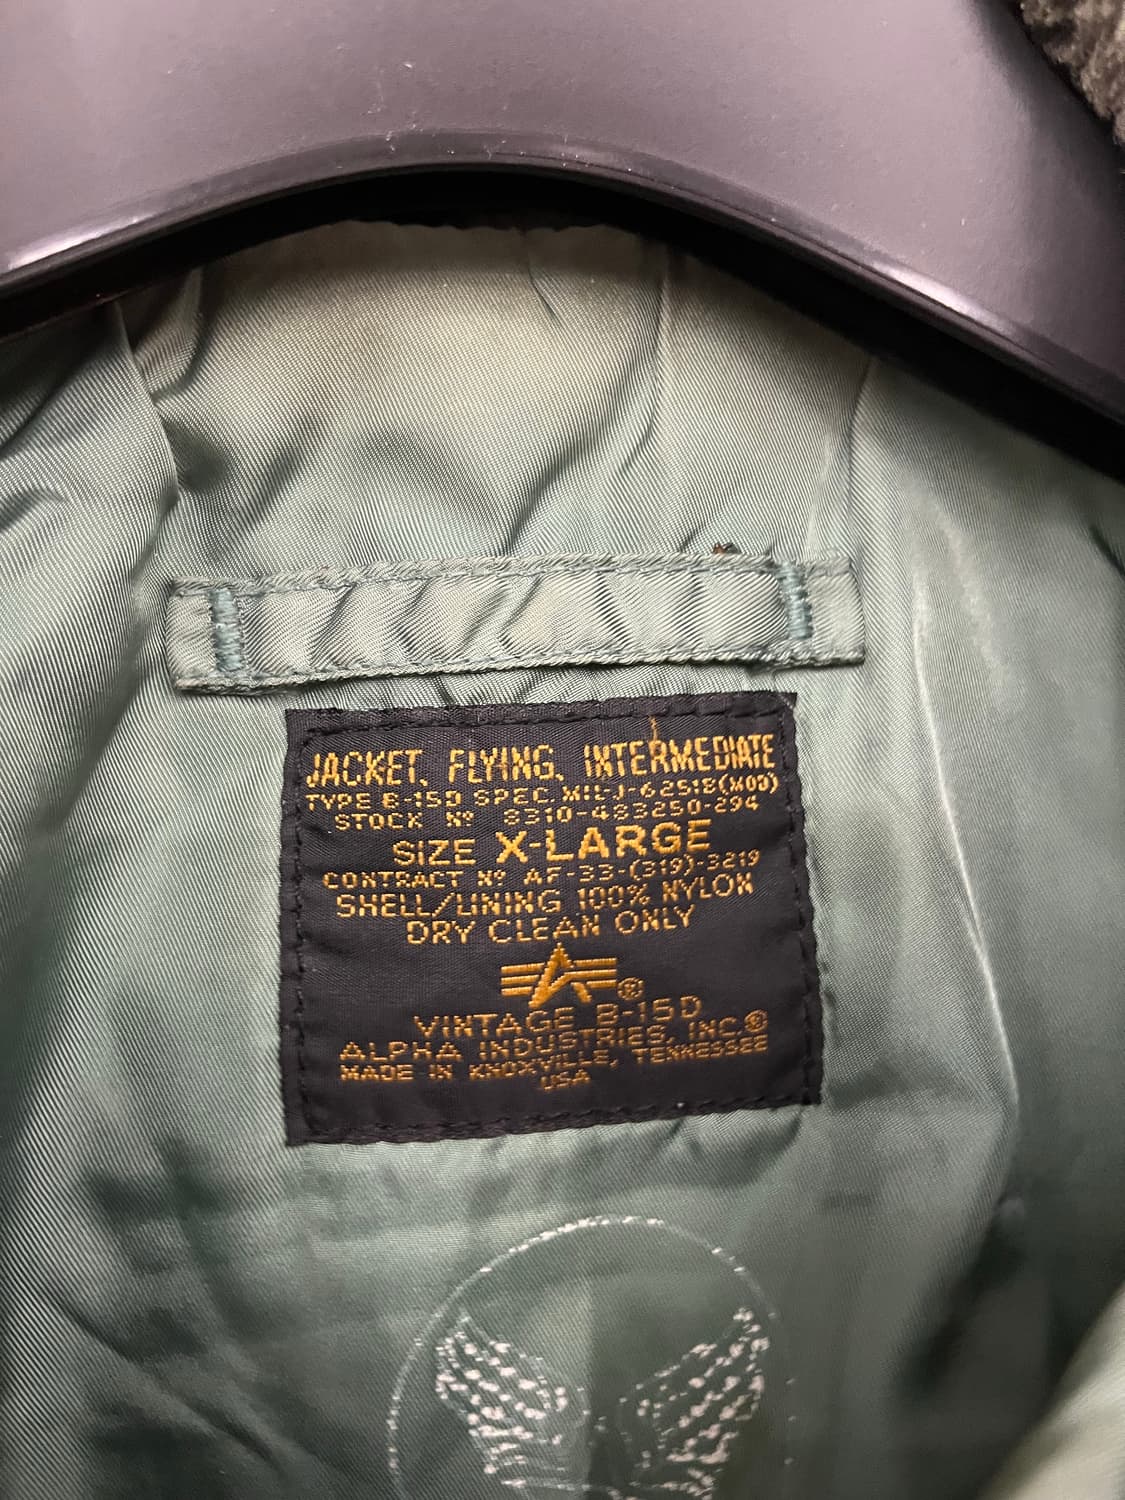 JACKET, FLYING, INTERMEDIATE
TYPE B-15D SPEC. MIL-J-6251B(MOD)
STOCK Nº 8310-483250-294
SIZE X-LARGE
CONTRACT Nº AF-33-(319)-3219
SHELL/LINING 100% NYLON
DRY CLEAN ONLY
®
VINTAGE B-15D
ALPHA INDUSTRIES, INC.®
MADE IN KNOXVILLE, TENNESSEE
USA